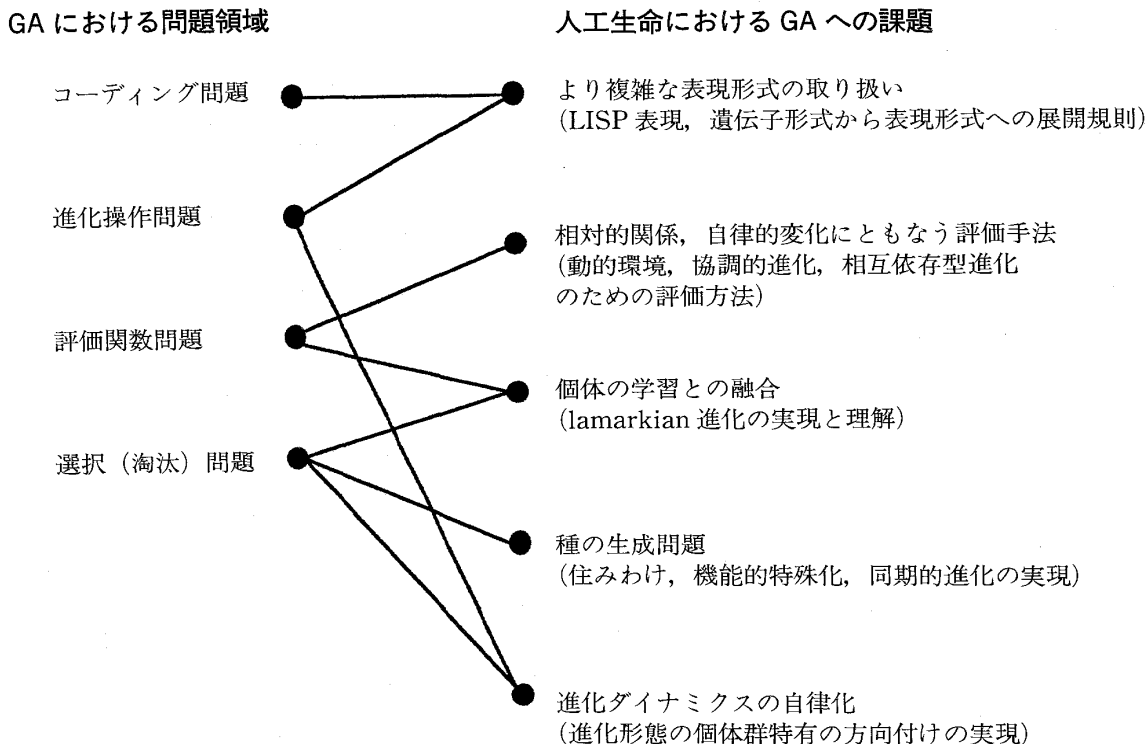 GA における問題領域
コーディング問題
進化操作問題
評価関数問題
選択（淘汰）問題
人工生命における GA への課題
より複雑な表現形式の取り扱い
(LISP 表現，遺伝子形式から表現形式への展開規則)
相対的関係，自律的変化にともなう評価手法
(動的環境，協調的進化，相互依存型進化
のための評価方法)
個体の学習との融合
(lamarkian 進化の実現と理解)
種の生成問題
(住みわけ，機能的特殊化，同期的進化の実現)
進化ダイナミクスの自律化
(進化形態の個体群特有の方向付けの実現)